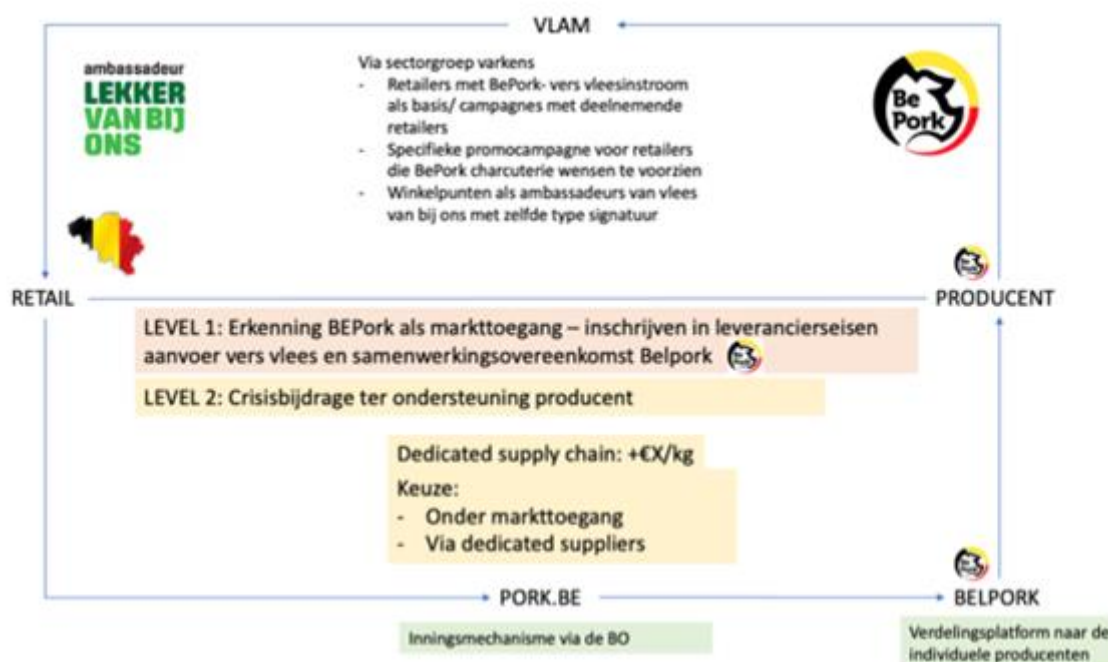 VLAM
ambassadeur
LEKKER
VAN BIJ
ONS
Via sectorgroep varkens
- Retailers met BePork- vers vleesinstroom
als basis/ campagnes met deelnemende
retailers
- Specifieke promocampagne voor retailers
die BePork charcuterie wensen te voorzien
- Winkelpunten als ambassadeurs van vlees
van bij ons met zelfde type signatuur
Be
Pork
RETAIL
PRODUCENT
LEVEL 1: Erkenning BEPork als markttoegang – inschrijven in leverancierseisen
aanvoer vers vlees en samenwerkingsovereenkomst Belpork
LEVEL 2: Crisisbijdrage ter ondersteuning producent
Dedicated supply chain: +€X/kg
Keuze:
- Onder markttoegang
- Via dedicated suppliers
PORK.BE
BELPORK
Inningsmechanisme via de BO
Verdelingsplatform naar de
individuele producenten